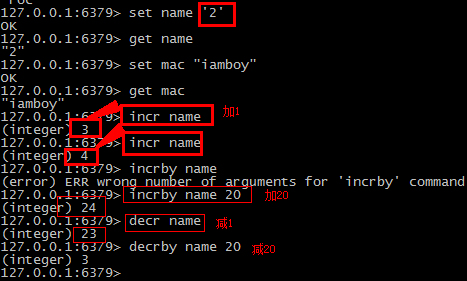 127.0.0.1:6379> set name '2'
OK
127.0.0.1:6379> get name
"2"
127.0.0.1:6379> set mac "iamboy"
OK
127.0.0.1:6379> get mac
"iamboy"
127.0.0.1:6379> incr name 加1
(integer) 3
127.0.0.1:6379> incr name
(integer) 4
127.0.0.1:6379> incrby name
(error) ERR wrong number of arguments for 'incrby' command
127.0.0.1:6379> incrby name 20 加20
(integer) 24
127.0.0.1:6379> decr name 减1
(integer) 23
127.0.0.1:6379> decrby name 20 减20
(integer) 3
127.0.0.1:6379>